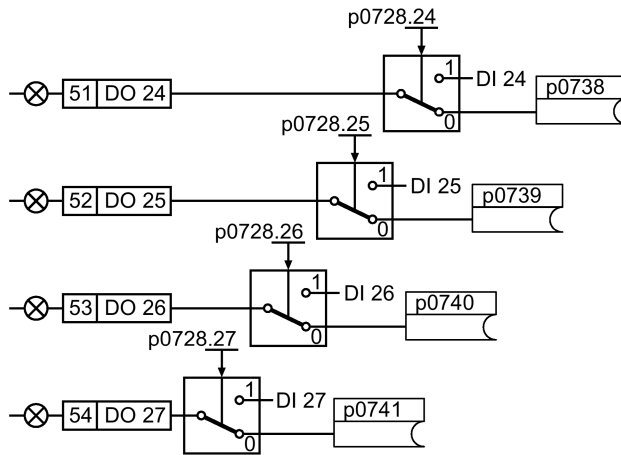 p0728.24
1
DI 24
51 DO 24
p0738
0
p0728.25
1
DI 25
52 DO 25
p0739
0
p0728.26
1
DI 26
53 DO 26
p0740
0
p0728.27
1
DI 27
54 DO 27
p0741
0